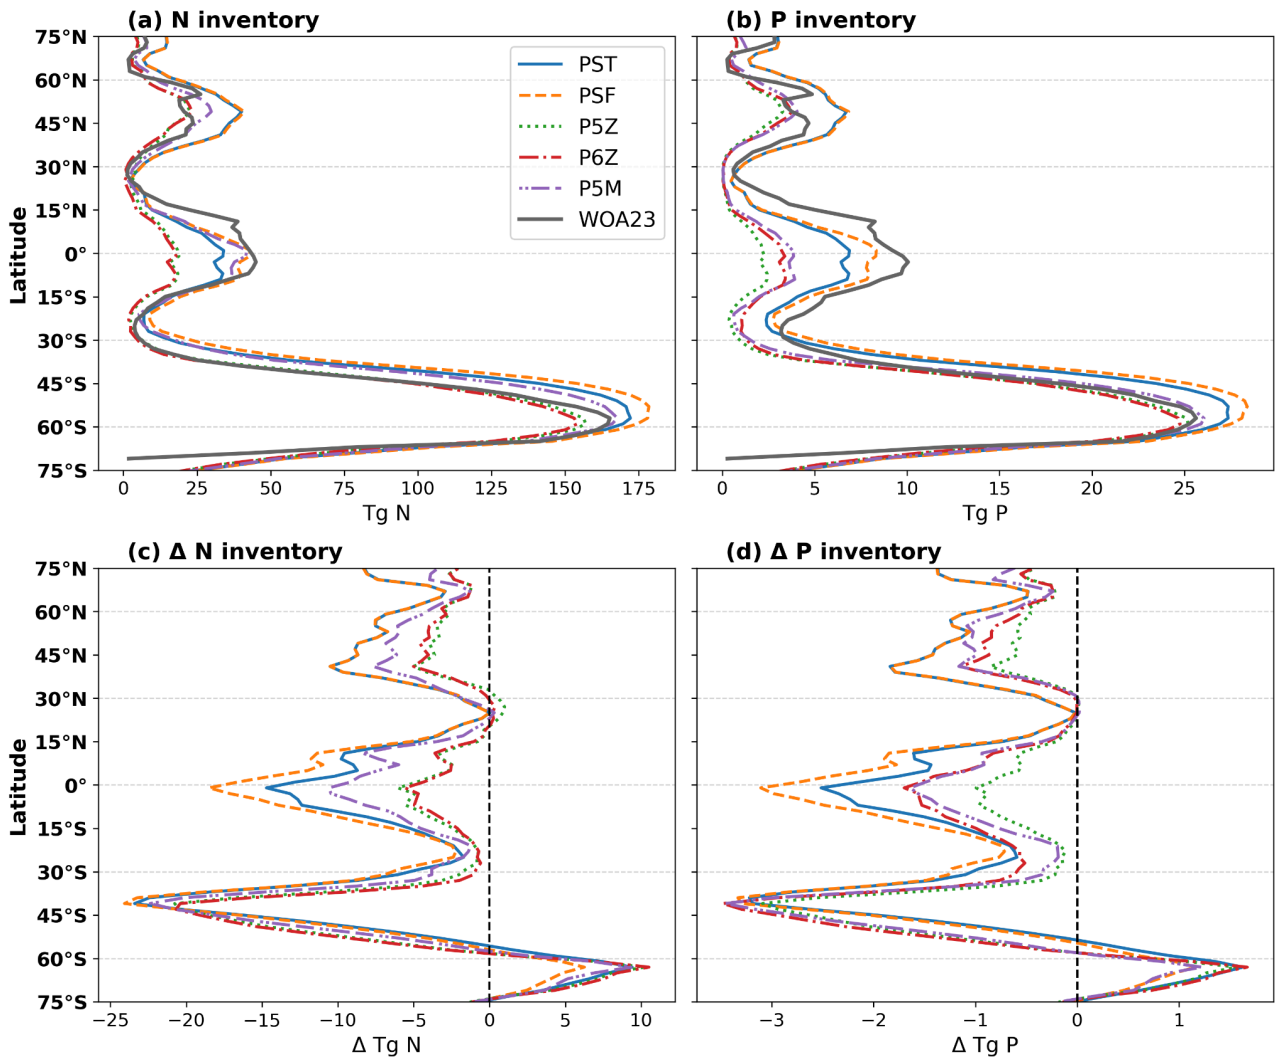 (a) N inventory
(b) P inventory
75°N
60°N
45°N
30°N
15°N
0°
15°S
30°S
45°S
60°S
75°S
Latitude
PST
PSF
P5Z
P6Z
P5M
WOA23
0 25 50 75 100 125 150 175
Tg N
0 5 10 15 20 25
Tg P
(c) Δ N inventory
(d) Δ P inventory
75°N
60°N
45°N
30°N
15°N
0°
15°S
30°S
45°S
60°S
75°S
Latitude
−25 −20 −15 −10 −5 0 5 10
Δ Tg N
−3 −2 −1 0 1
Δ Tg P